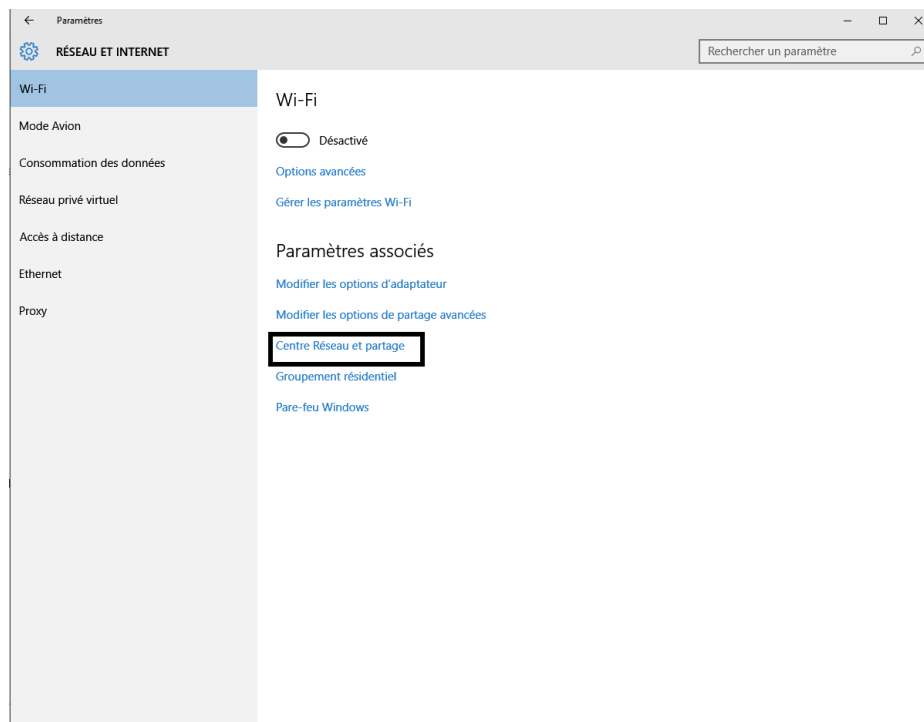 Paramètres
RÉSEAU ET INTERNET
Rechercher un paramètre
Wi-Fi
Mode Avion
Consommation des données
Réseau privé virtuel
Accès à distance
Ethernet
Proxy
Wi-Fi
Désactivé
Options avancées
Gérer les paramètres Wi-Fi
Paramètres associés
Modifier les options d'adaptateur
Modifier les options de partage avancées
Centre Réseau et partage
Groupement résidentiel
Pare-feu Windows